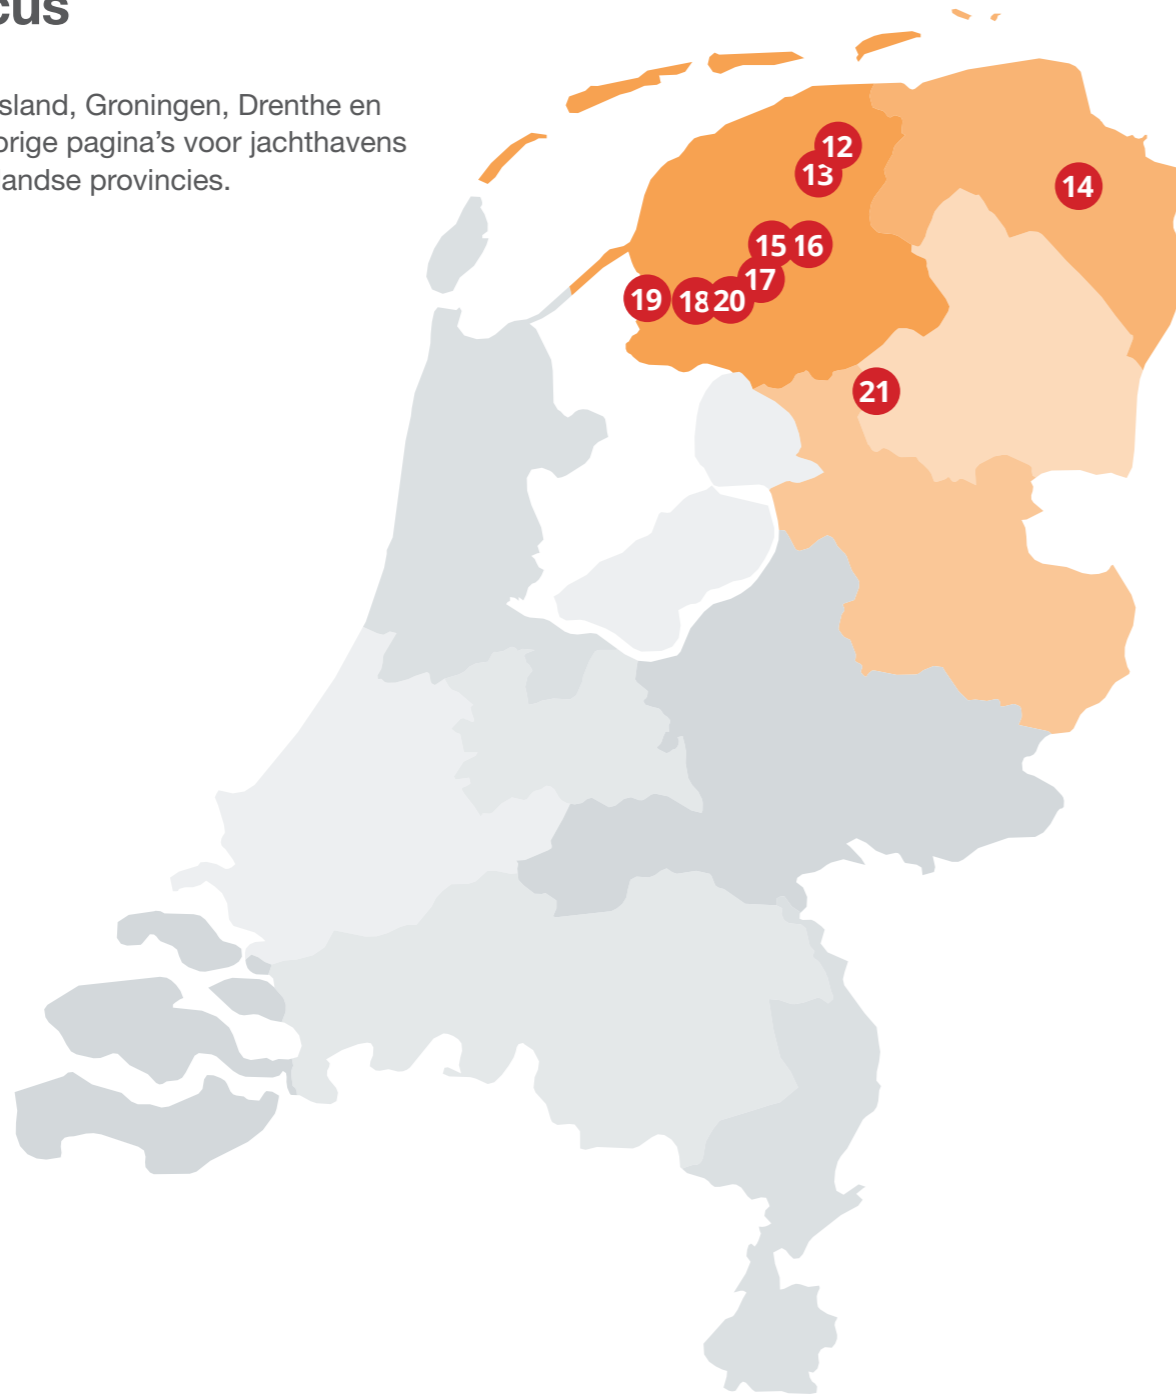 cus
sland, Groningen, Drenthe en
orige pagina's voor jachthavens
landse provincies.
12
13
14
15 16
17
19 18 20
21